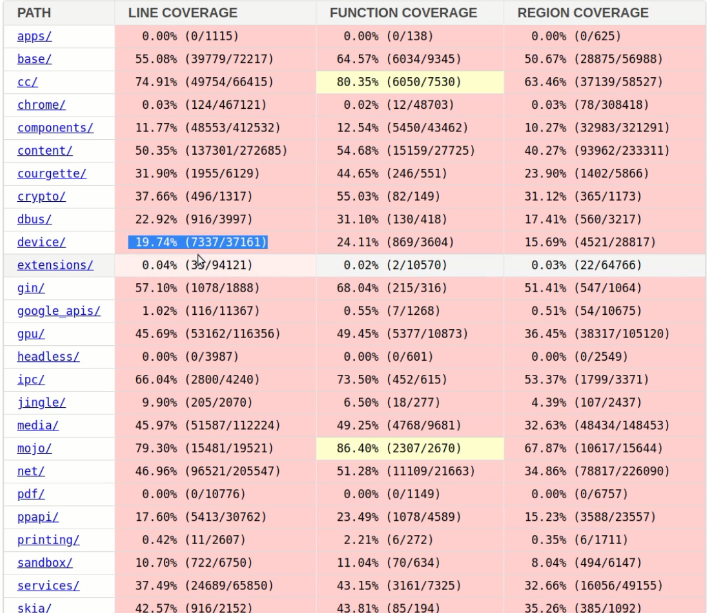 PATH LINE COVERAGE FUNCTION COVERAGE REGION COVERAGE
apps/ 0.00% (0/1115) 0.00% (0/138) 0.00% (0/625)
base/ 55.08% (39779/72217) 64.57% (6034/9345) 50.67% (28875/56988)
cc/ 74.91% (49754/66415) 80.35% (6050/7530) 63.46% (37139/58527)
chrome/ 0.03% (124/467121) 0.02% (12/48703) 0.03% (78/308418)
components/ 11.77% (48553/412532) 12.54% (5450/43462) 10.27% (32983/321291)
content/ 50.35% (137301/272685) 54.68% (15159/27725) 40.27% (93962/233311)
courgette/ 31.90% (1955/6129) 44.65% (246/551) 23.90% (1402/5866)
crypto/ 37.66% (496/1317) 55.03% (82/149) 31.12% (365/1173)
dbus/ 22.92% (916/3997) 31.10% (130/418) 17.41% (560/3217)
device/ 19.74% (7337/37161) 24.11% (869/3604) 15.69% (4521/28817)
extensions/ 0.04% 0.02% (2/10570) 0.03% (22/64766)
gin/ 57.10% (1078/1888) 68.04% (215/316) 51.41% (547/1064)
google_apis/ 1.02% (116/11367) 0.55% (7/1268) 0.51% (54/10675)
gpu/ 45.69% (53162/116356) 49.45% (5377/10873) 36.45% (38317/105120)
headless/ 0.00% (0/3987) 0.00% (0/601) 0.00% (0/2549)
ipc/ 66.04% (2800/4240) 73.50% (452/615) 53.37% (1799/3371)
jingle/ 9.90% (205/2070) 6.50% (18/277) 4.39% (107/2437)
media/ 45.97% (51587/112224) 49.25% (4768/9681) 32.63% (48434/148453)
mojo/ 79.30% (15481/19521) 86.40% (2307/2670) 67.87% (10617/15644)
net/ 46.96% (96521/205547) 51.28% (11109/21663) 34.86% (78817/226090)
pdf/ 0.00% (0/10776) 0.00% (0/1149) 0.00% (0/6757)
ppapi/ 17.60% (5413/30762) 23.49% (1078/4589) 15.23% (3588/23557)
printing/ 0.42% (11/2607) 2.21% (6/272) 0.35% (6/1711)
sandbox/ 10.70% (722/6750) 11.04% (70/634) 8.04% (494/6147)
services/ 37.49% (24689/65850) 43.15% (3161/7325) 32.66% (16056/49155)
skia/ 42.57% (916/2152) 43.81% (85/194) 35.26% (385/1092)